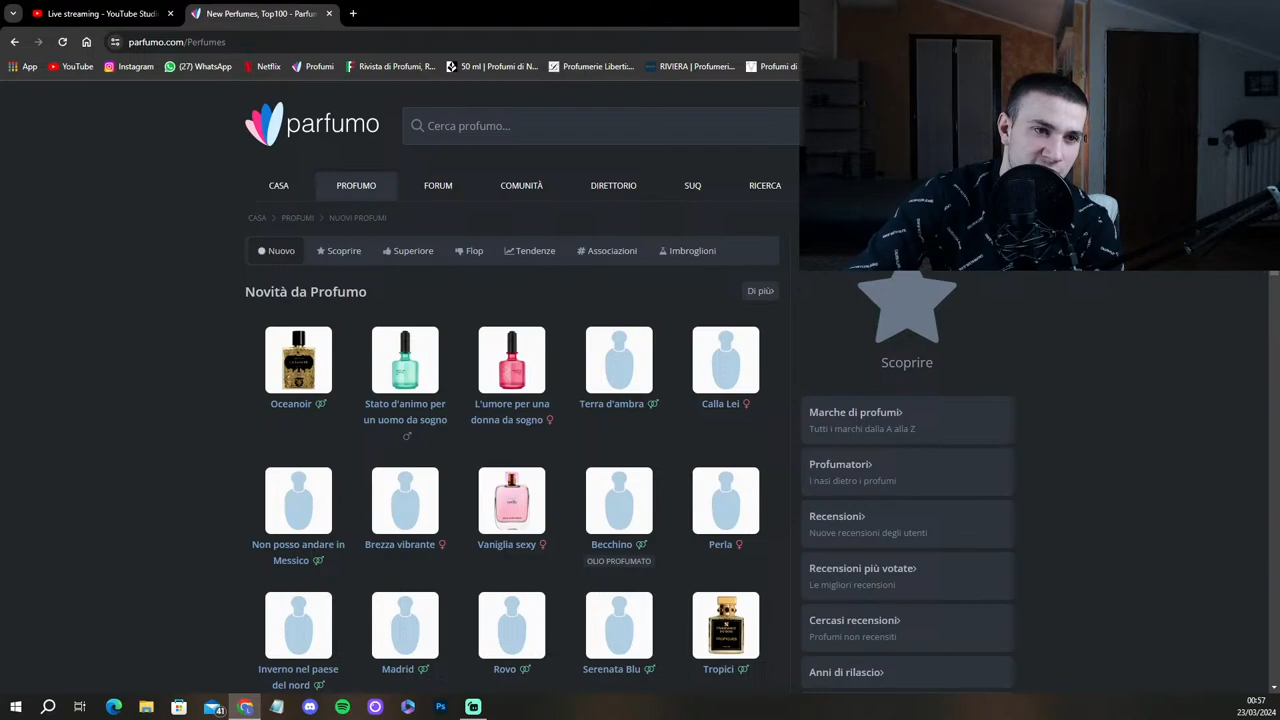 Live streaming - YouTube Studi
New Perfumes, Top100 - Parfun
parfumo.com/Perfumes
App
YouTube
Instagram
(27) WhatsApp
Netflix
Profumi
Rivista di Profumi, R...
50 ml | Profumi di N...
Profumerie Libertic...
RIVIERA | Profumeri...
Profumi di
parfumo
Cerca profumo...
CASA
PROFUMO
FORUM
COMUNITÀ
DIRETTORIO
SUQ
RICERCA
CASA > PROFUMI > NUOVI PROFUMI
Nuovo
Scoprire
Superiore
Flop
Tendenze
# Associazioni
Imbroglioni
Novità da Profumo
Di più›
Oceanoir
Stato d'animo per
un uomo da sogno
L'umore per una
donna da sogno
Terra d'ambra
Calla Lei
Non posso andare in
Messico
Brezza vibrante
Vaniglia sexy
Becchino
OLIO PROFUMATO
Perla
Inverno nel paese
del nord
Madrid
Rovo
Serenata Blu
Tropici
Scoprire
Marche di profumi›
Tutti i marchi dalla A alla Z
Profumatori›
I nasi dietro i profumi
Recensioni›
Nuove recensioni degli utenti
Recensioni più votate›
Le migliori recensioni
Cercasi recensioni›
Profumi non recensiti
Anni di rilascio›
41
00:57
23/03/2024